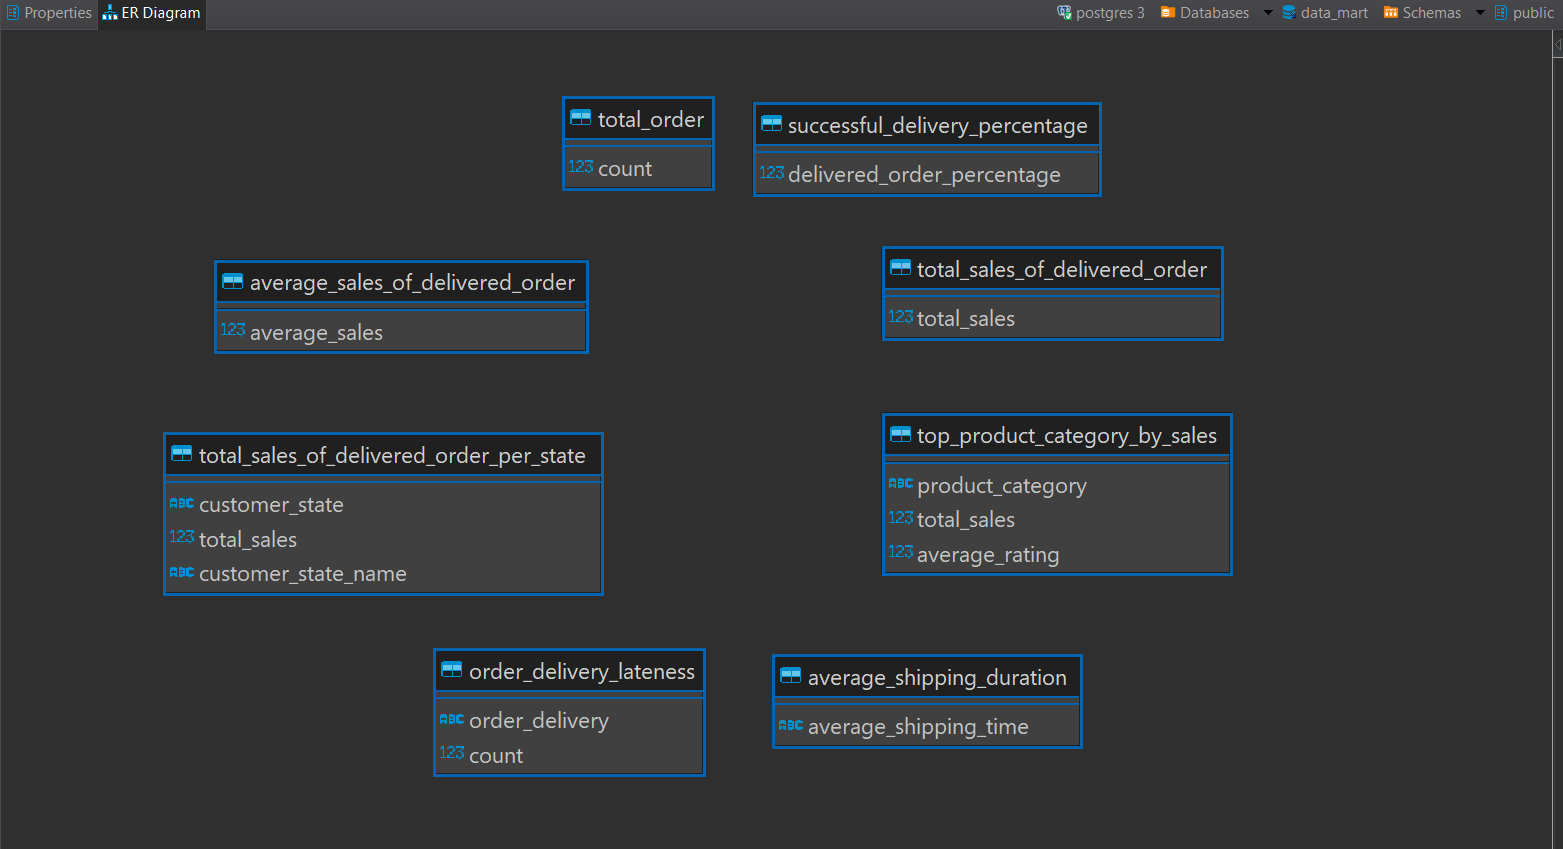 Properties
ER Diagram
postgres 3
Databases
data_mart
Schemas
public
total_order
123 count
successful_delivery_percentage
123 delivered_order_percentage
average_sales_of_delivered_order
123 average_sales
total_sales_of_delivered_order
123 total_sales
total_sales_of_delivered_order_per_state
ABC customer_state
123 total_sales
ABC customer_state_name
top_product_category_by_sales
ABC product_category
123 total_sales
123 average_rating
order_delivery_lateness
ABC order_delivery
123 count
average_shipping_duration
ABC average_shipping_time